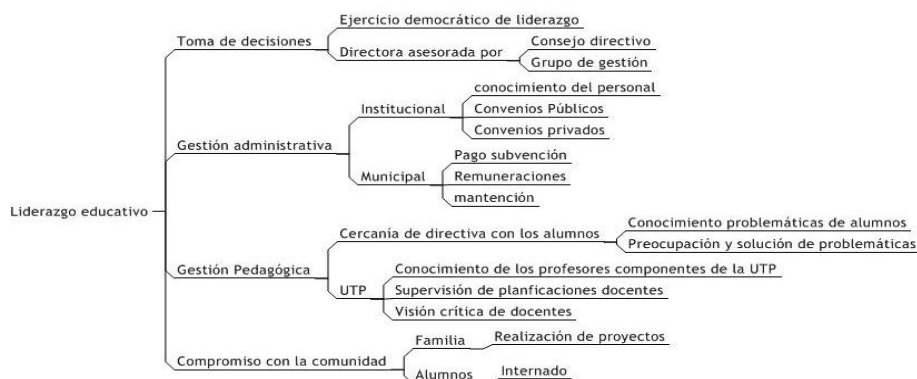 Ejercicio democrático de liderazgo
Toma de decisiones
Directora asesorada por
Consejo directivo
Grupo de gestión
conocimiento del personal
Institucional
Convenios Públicos
Convenios privados
Gestión administrativa
Pago subvención
Municipal
Remuneraciones
mantención
Liderazgo educativo
Conocimiento problemáticas de alumnos
Cercanía de directiva con los alumnos
Preocupación y solución de problemáticas
Gestión Pedagógica
Conocimiento de los profesores componentes de la UTP
UTP
Supervisión de planficaciones docentes
Visión crítica de docentes
Familia
Realización de proyectos
Compromiso con la comunidad
Alumnos
Internado